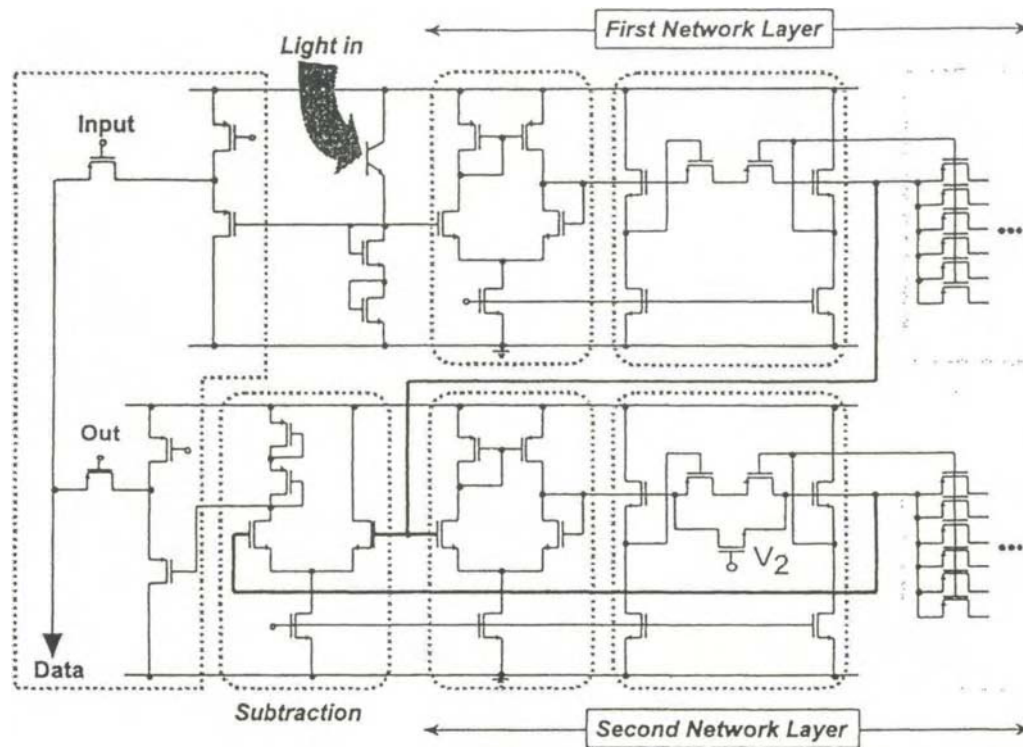 First Network Layer
Light in
Input
Out
V2
Data
Subtraction
Second Network Layer